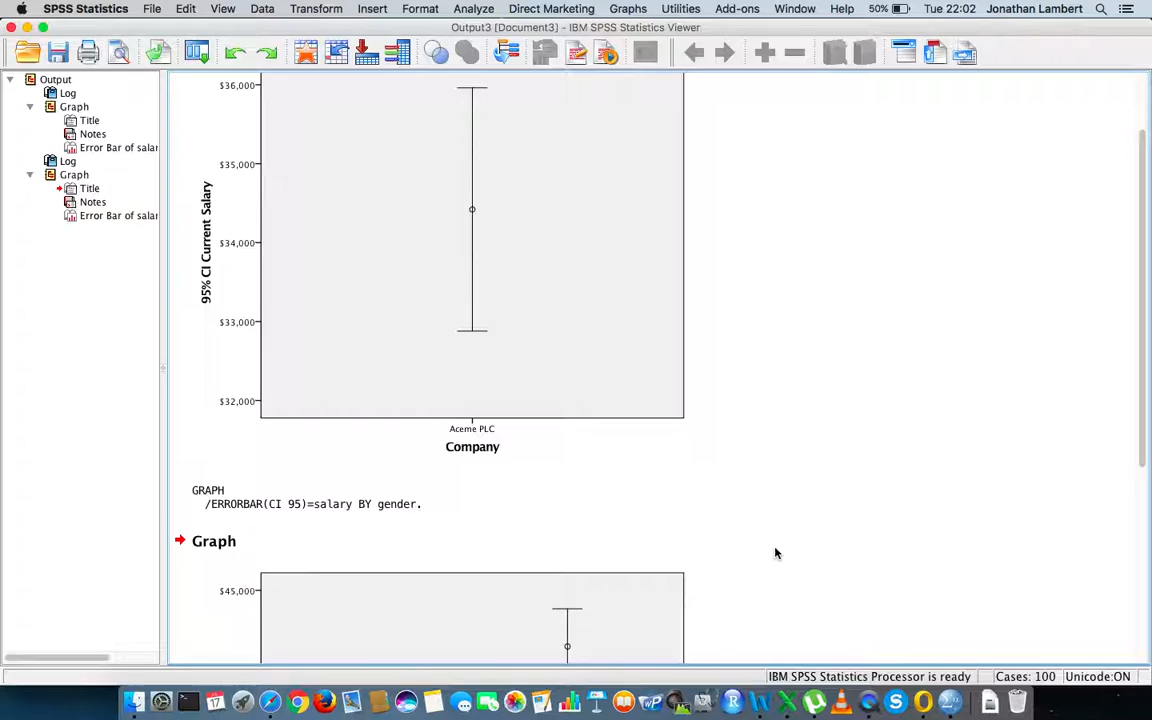 SPSS Statistics File Edit View Data Transform Insert Format Analyze Direct Marketing Graphs Utilities Add-ons Window Help 50% Tue 22:02 Jonathan Lambert
Output3 [Document3] - IBM SPSS Statistics Viewer
Output
Log
Graph
Title
Notes
Error Bar of salar
Log
Graph
Title
Notes
Error Bar of salar
$36,000
$35,000
$34,000
$33,000
$32,000
95% CI Current Salary
Aceme PLC
Company
GRAPH
/ERRORBAR(CI 95)=salary BY gender.
Graph
$45,000
IBM SPSS Statistics Processor is ready Cases: 100 Unicode:ON
17